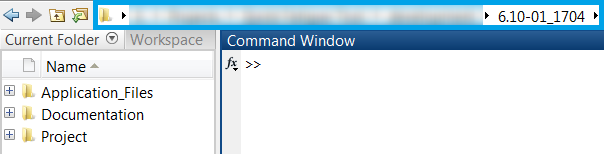 6.10-01_1704
Current Folder Workspace
Command Window
Name
fx >>
Application_Files
Documentation
Project